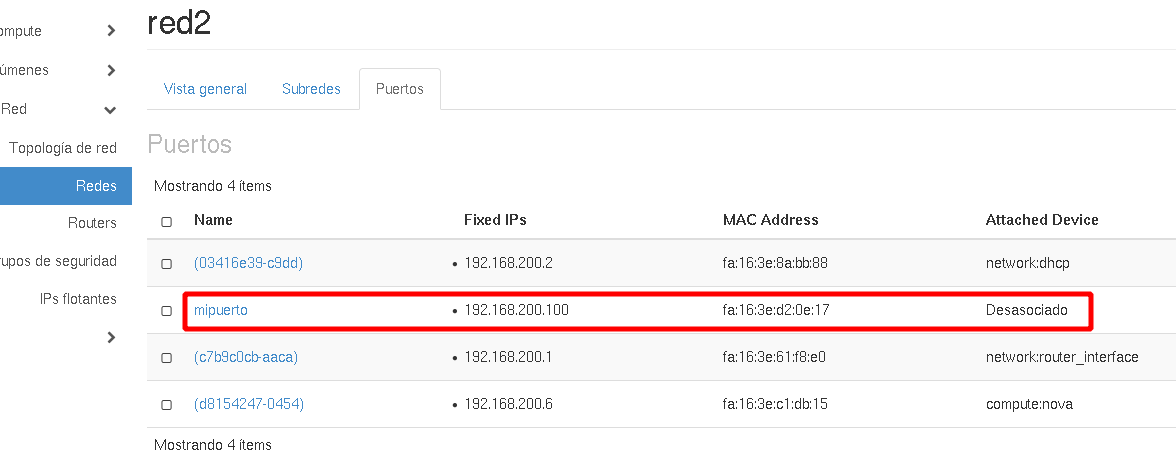 red2
ompute
úmenes
Red
Topología de red
Redes
Routers
rupos de seguridad
IPs flotantes
Vista general Subredes Puertos
Puertos
Mostrando 4 ítems
Name Fixed IPs MAC Address Attached Device
(03416e39-c9dd) • 192.168.200.2 fa:16:3e:8a:bb:88 network:dhcp
mipuerto • 192.168.200.100 fa:16:3e:d2:0e:17 Desasociado
(c7b9c0cb-aaca) • 192.168.200.1 fa:16:3e:61:f8:e0 network:router_interface
(d8154247-0454) • 192.168.200.6 fa:16:3e:c1:db:15 compute:nova
Mostrando 4 ítems